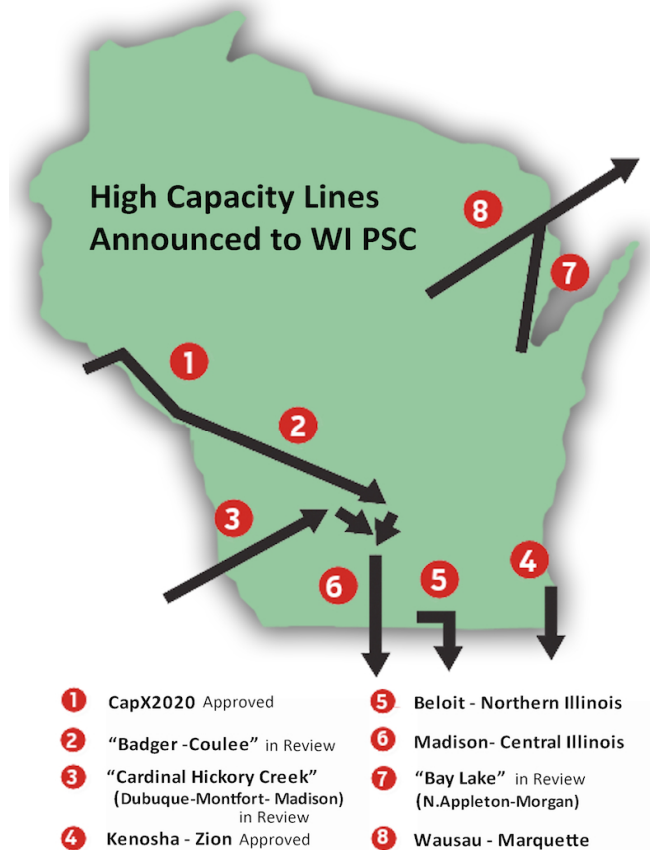 High Capacity Lines
Announced to WI PSC
8
7
1
2
3
4
5
6
1 CapX2020 Approved
2 "Badger -Coulee" in Review
3 "Cardinal Hickory Creek"
(Dubuque-Montfort- Madison)
in Review
4 Kenosha - Zion Approved
5 Beloit - Northern Illinois
6 Madison- Central Illinois
7 "Bay Lake" in Review
(N.Appleton-Morgan)
8 Wausau - Marquette